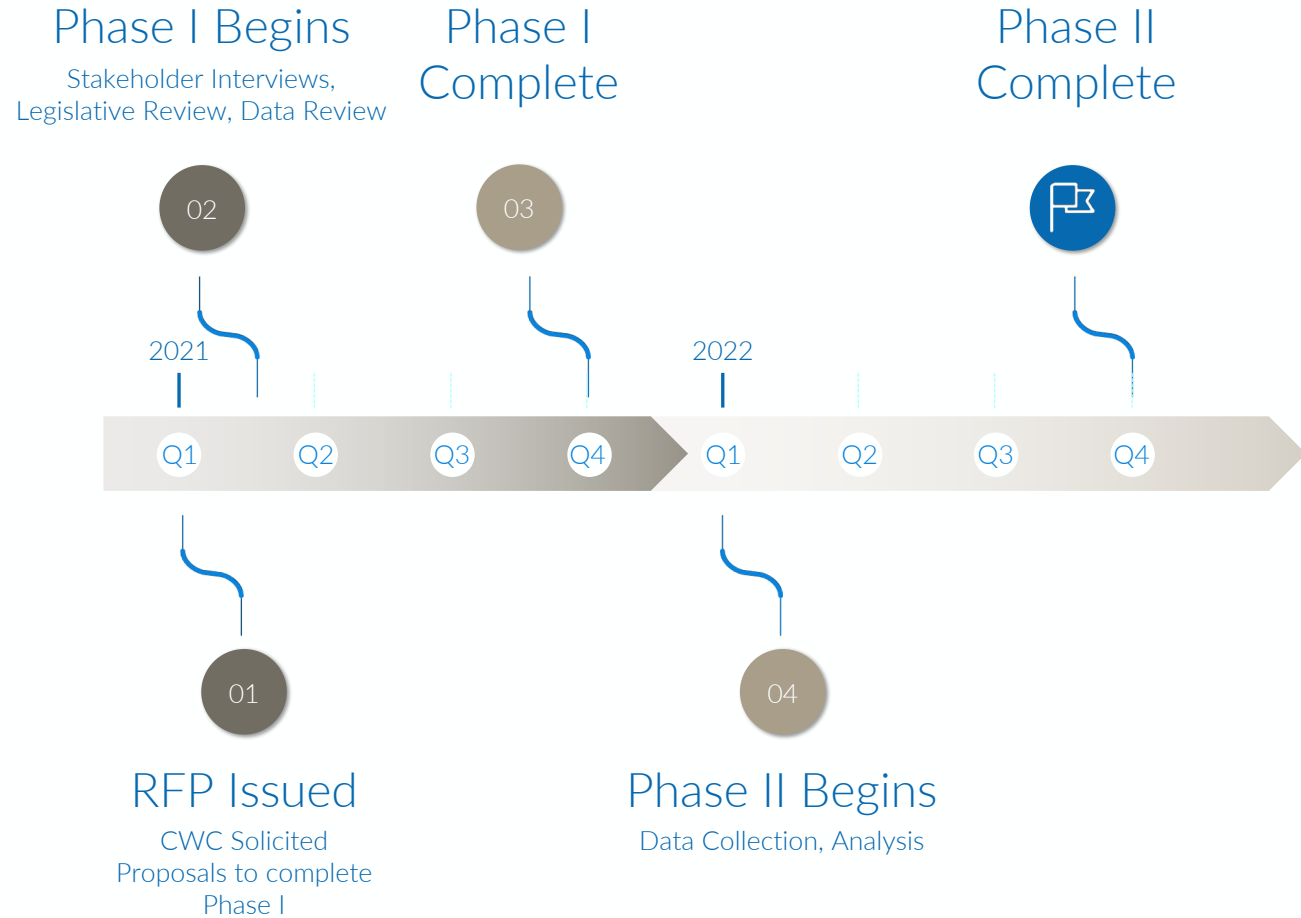 Phase I Begins
Stakeholder Interviews,
Legislative Review, Data Review
Phase I
Complete
Phase II
Complete
02
03
2021
2022
Q1
Q2
Q3
Q4
Q1
Q2
Q3
Q4
01
04
RFP Issued
CWC Solicited
Proposals to complete
Phase I
Phase II Begins
Data Collection, Analysis